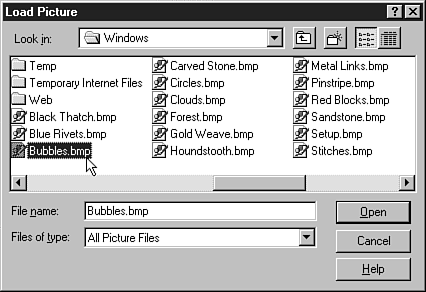 Load Picture
Look in: Windows
Temp Carved Stone.bmp Metal Links.bmp
Temporary Internet Files Circles.bmp Pinstripe.bmp
Web Clouds.bmp Red Blocks.bmp
Black Thatch.bmp Forest.bmp Sandstone.bmp
Blue Rivets.bmp Gold Weave.bmp Setup.bmp
Bubbles.bmp Houndstooth.bmp Stitches.bmp
File name: Bubbles.bmp Open
Files of type: All Picture Files Cancel
Help